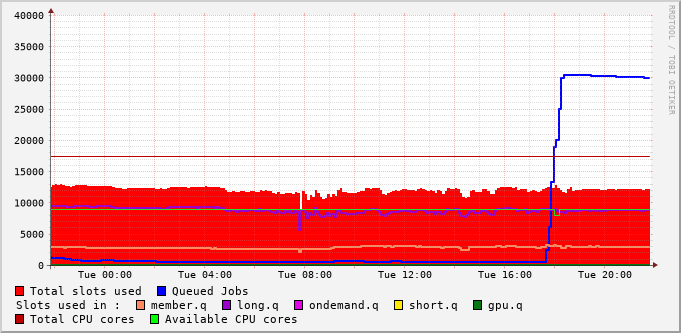 RRDTOOL / TOBI OETIKER
40000
35000
30000
25000
20000
15000
10000
5000
0
Tue 00:00 Tue 04:00 Tue 08:00 Tue 12:00 Tue 16:00 Tue 20:00
Total slots used Queued Jobs
Slots used in : member.q long.q ondemand.q short.q gpu.q
Total CPU cores Available CPU cores